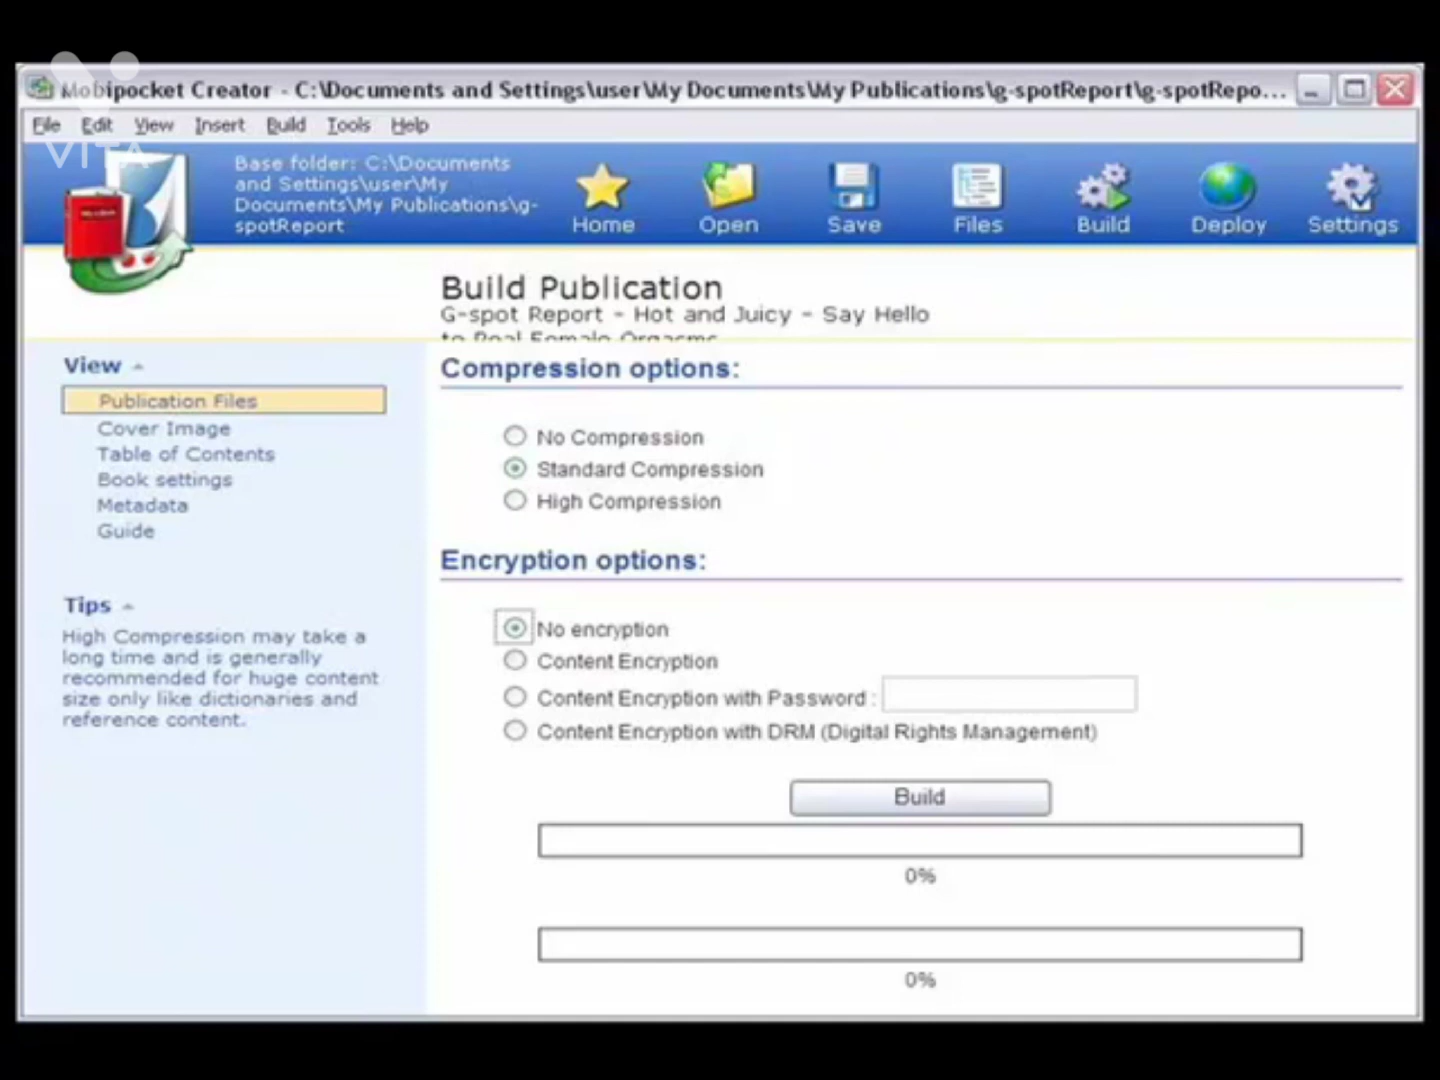 Mobipocket Creator - C:\Documents and Settings\user\My Documents\My Publications\g-spotReport\g-spotRepo...
File Edit View Insert Build Tools Help
VITA
Base folder: C:\Documents
and Settings\user\My
Documents\My Publications\g-
spotReport
Home Open Save Files Build Deploy Settings
Build Publication
G-spot Report - Hot and Juicy - Say Hello
to Real Female Orgasms
View
Publication Files
Cover Image
Table of Contents
Book settings
Metadata
Guide
Tips
High Compression may take a
long time and is generally
recommended for huge content
size only like dictionaries and
reference content.
Compression options:
No Compression
Standard Compression
High Compression
Encryption options:
No encryption
Content Encryption
Content Encryption with Password :
Content Encryption with DRM (Digital Rights Management)
Build
0%
0%